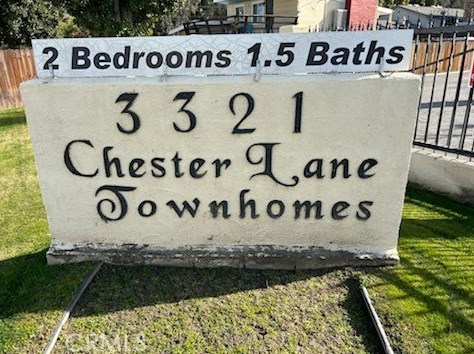 2 Bedrooms 1.5 Baths
3321
Chester Lane
Townhomes
CRMLS